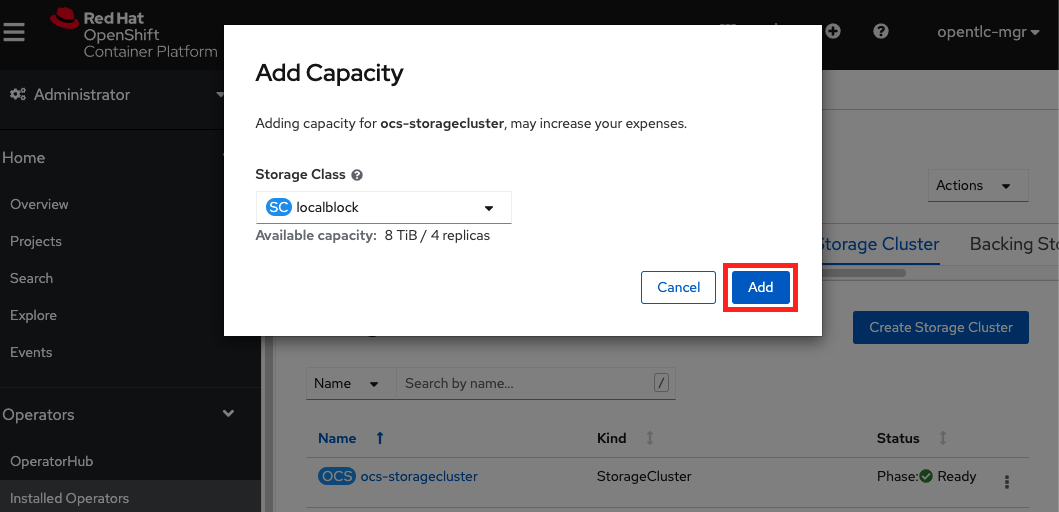 Red Hat
OpenShift
Container Platform
opentlc-mgr
Administrator
Home
Overview
Projects
Search
Explore
Events
Operators
OperatorHub
Installed Operators
Add Capacity
Adding capacity for ocs-storagecluster, may increase your expenses.
Storage Class
SC localblock
Available capacity: 8 TiB / 4 replicas
Cancel Add
Actions
Storage Cluster Backing St
Create Storage Cluster
Name Search by name... /
Name Kind Status
OCS ocs-storagecluster StorageCluster Phase: Ready